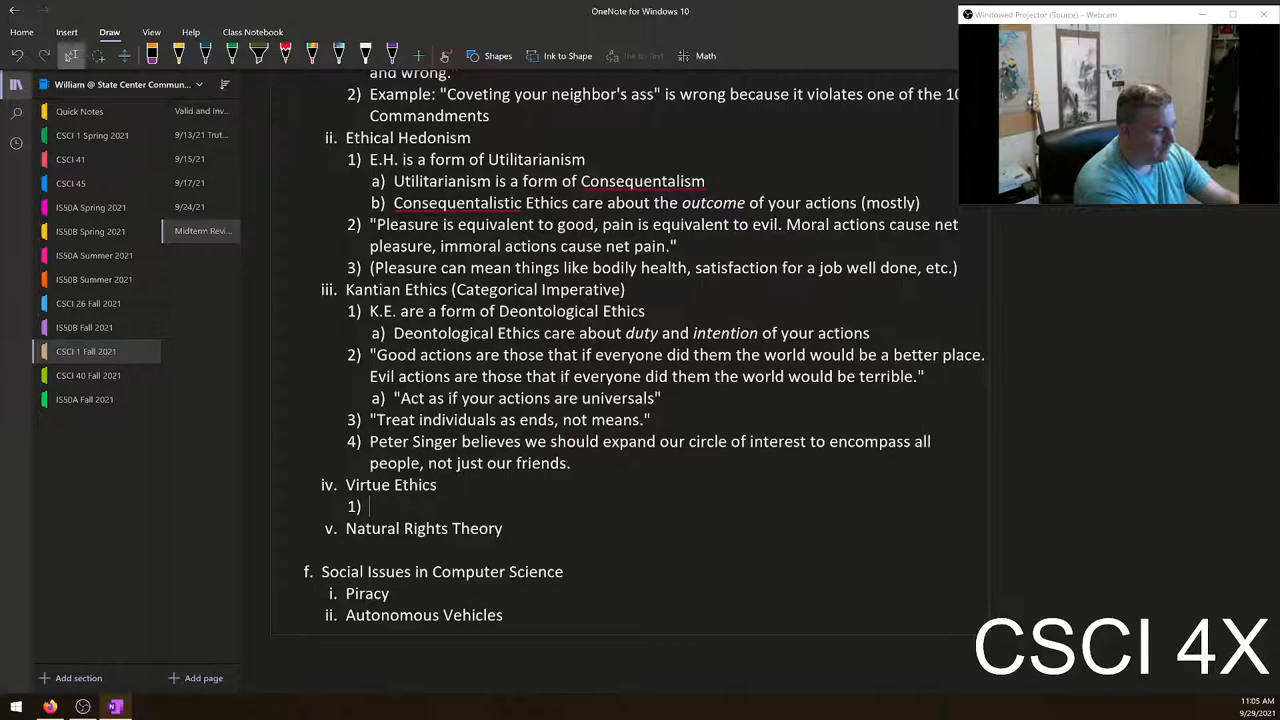 OneNote for Windows 10
Windowed Projector (Source) - Webcam
Insert
Draw
View
Help
Class Notebook
Shapes
Ink to Shape
Ink to Text
Math
William @ State Center Commun...
Quick Notes
CSCI 1 Spring 2021
CSCI 41
CSCI 45
IS50A Spring 2021
IS50B Spring 2021
IS50A Summer 2021
IS50B Summer 2021
CSCI 26 Fall 2021
IS50B Fall 2021
CSCI 1 Fall 2021
CSCI 40 Fall 2021
IS50A Fall 2021
Valid and Inv...
9/13/21 Trut...
9/15/21
9/17/21
9/24/21
Midterm Revi...
and wrong.
2) Example: "Coveting your neighbor's ass" is wrong because it violates one of the 10
Commandments
ii. Ethical Hedonism
1) E.H. is a form of Utilitarianism
a) Utilitarianism is a form of Consequentalism
b) Consequentalistic Ethics care about the outcome of your actions (mostly)
2) "Pleasure is equivalent to good, pain is equivalent to evil. Moral actions cause net
pleasure, immoral actions cause net pain."
3) (Pleasure can mean things like bodily health, satisfaction for a job well done, etc.)
iii. Kantian Ethics (Categorical Imperative)
1) K.E. are a form of Deontological Ethics
a) Deontological Ethics care about duty and intention of your actions
2) "Good actions are those that if everyone did them the world would be a better place.
Evil actions are those that if everyone did them the world would be terrible."
a) "Act as if your actions are universals"
3) "Treat individuals as ends, not means."
4) Peter Singer believes we should expand our circle of interest to encompass all
people, not just our friends.
iv. Virtue Ethics
1)
v. Natural Rights Theory
f. Social Issues in Computer Science
i. Piracy
ii. Autonomous Vehicles
CSCI 4X
Add section
Add page
11:05 AM
9/29/2021